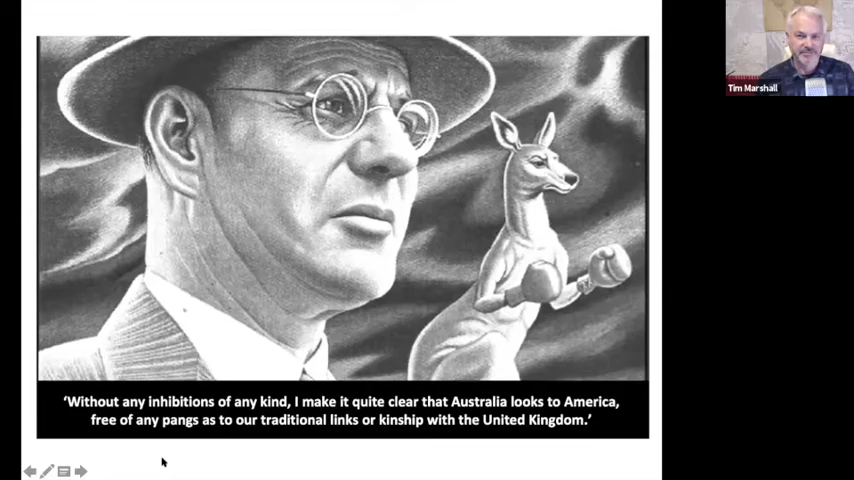 Tim Marshall
‘Without any inhibitions of any kind, I make it quite clear that Australia looks to America,
free of any pangs as to our traditional links or kinship with the United Kingdom.’